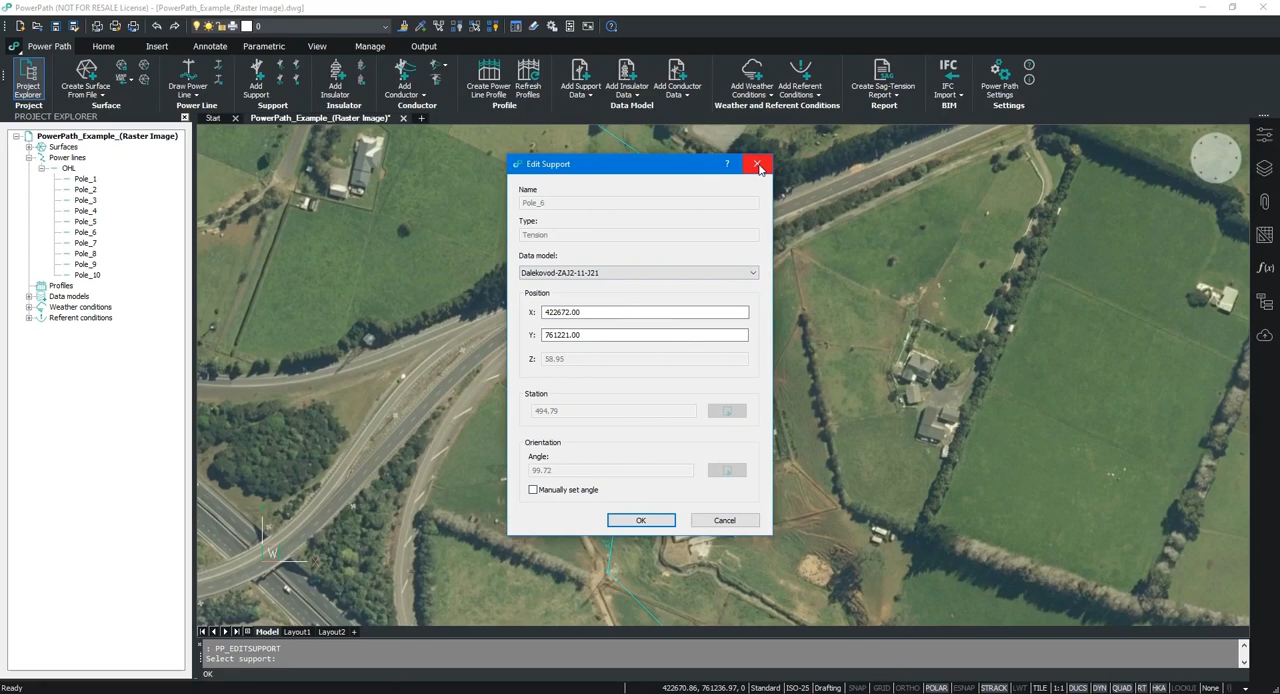 PowerPath (NOT FOR RESALE License) - [PowerPath_Example_(Raster Image).dwg]
0
Power Path Home Insert Annotate Parametric View Manage Output
Project Explorer
Create Surface From File
Draw Power Line
Add Support
Add Insulator
Add Conductor
Create Power Line Profile
Refresh Profiles
Add Support Data
Add Insulator Data
Add Conductor Data
Add Weather Conditions
Add Referent Conditions
Create Sag-Tension Report
IFC
IFC Import
Power Path Settings
Project Surface Power Line Support Insulator Conductor Profile Data Model Weather and Referent Conditions Report BIM Settings
PROJECT EXPLORER
Start PowerPath_Example_(Raster Image)*
PowerPath_Example_(Raster Image)
Surfaces
Power lines
OHL
Pole_1
Pole_2
Pole_3
Pole_4
Pole_5
Pole_6
Pole_7
Pole_8
Pole_9
Pole_10
Profiles
Data models
Weather conditions
Referent conditions
Edit Support
Name
Pole_6
Type:
Tension
Data model:
Dalekovod-ZAJ2-11-J21
Position
X: 422672.00
Y: 761221.00
Z: 58.95
Station
494.79
Orientation
Angle:
99.72
Manually set angle
OK Cancel
W
f(x)
Model Layout1 Layout2 +
: PP_EDITSUPPORT
Select support:
OK
Ready 422670.86, 761236.97, 0 Standard ISO-25 Drafting SNAP GRID ORTHO POLAR ESNAP STRACK LWT TILE 1:1 DUCS DYN QUAD RT HKA LOCKUI None